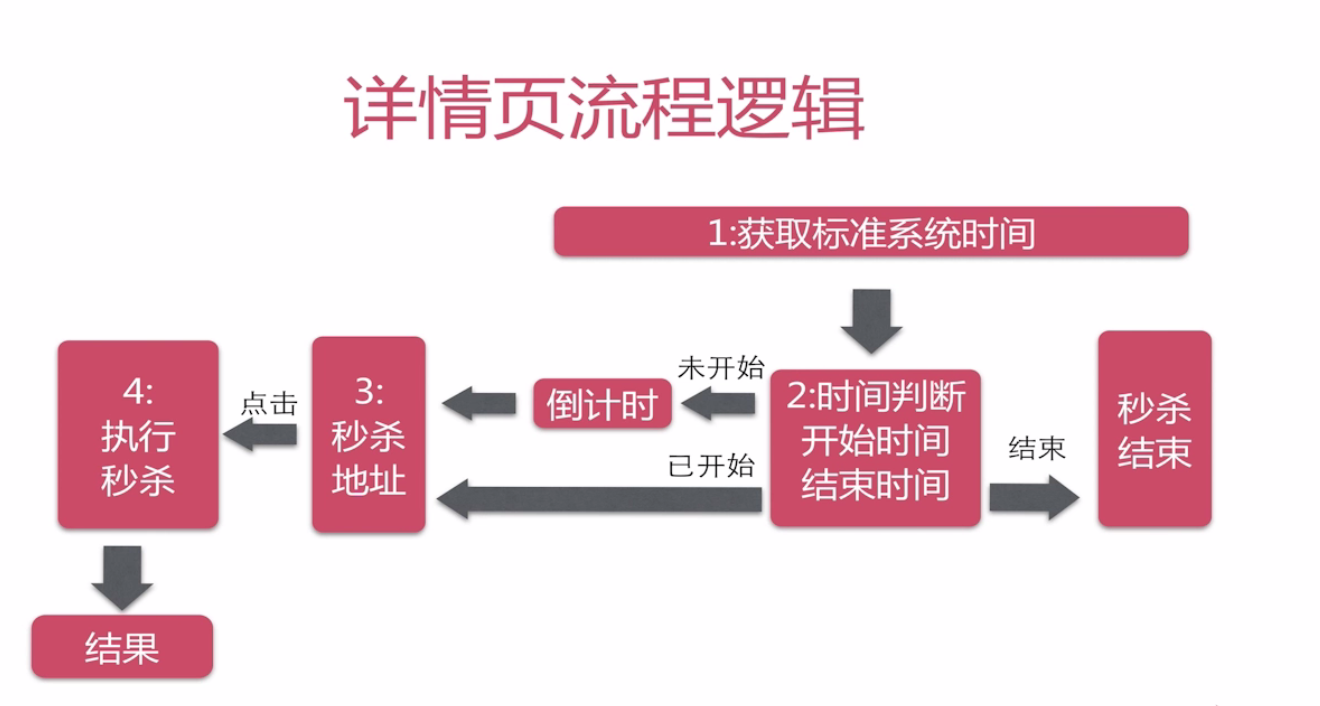 详情页流程逻辑
1:获取标准系统时间
2:时间判断
开始时间
结束时间
未开始
倒计时
已开始
结束
秒杀
结束
3:
秒杀
地址
点击
4:
执行
秒杀
结果